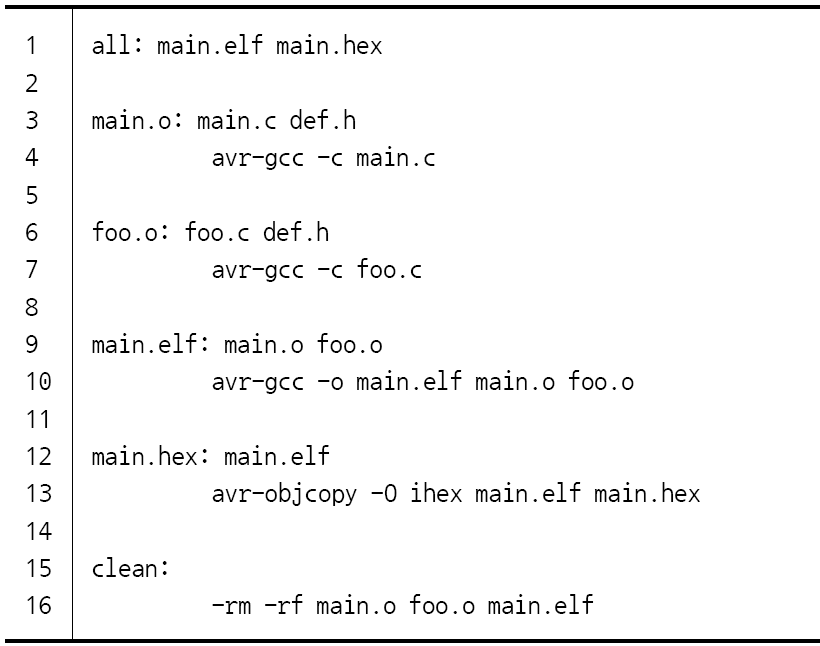 1 all: main.elf main.hex
2
3 main.o: main.c def.h
4 avr-gcc -c main.c
5
6 foo.o: foo.c def.h
7 avr-gcc -c foo.c
8
9 main.elf: main.o foo.o
10 avr-gcc -o main.elf main.o foo.o
11
12 main.hex: main.elf
13 avr-objcopy -O ihex main.elf main.hex
14
15 clean:
16 -rm -rf main.o foo.o main.elf